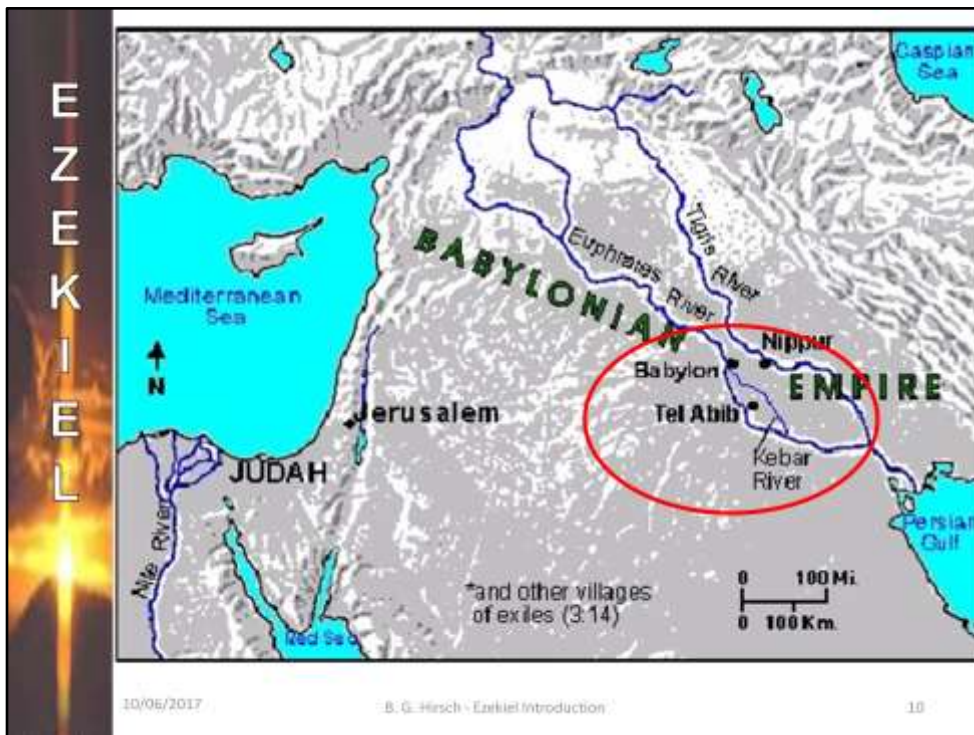 EZEKIEL
Caspian
Sea
Mediterranean
Sea
N
BABYLONIAN
EMPIRE
Euphrates River
Tigris River
Nippur
Babylon
Tel Abib
Kebar
River
Jerusalem
JUDAH
Nile River
Red Sea
Persian
Gulf
*and other villages
of exiles (3:14)
0 100 Mi.
0 100 Km.
10/06/2017
B. G. Hirsch - Ezekiel Introduction
10